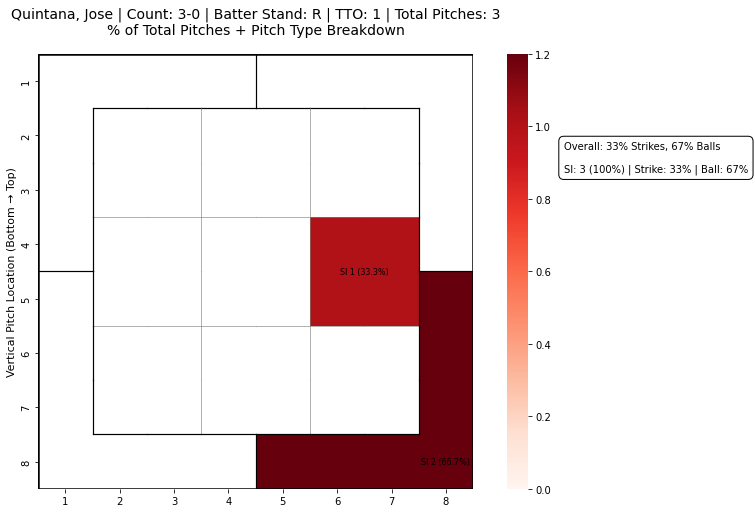 Quintana, Jose | Count: 3-0 | Batter Stand: R | TTO: 1 | Total Pitches: 3
% of Total Pitches + Pitch Type Breakdown
Vertical Pitch Location (Bottom → Top)
1
2
3
4
5
6
7
8
SI 1 (33.3%)
SI 2 (66.7%)
1 2 3 4 5 6 7 8
1.2
1.0
0.8
0.6
0.4
0.2
0.0
Overall: 33% Strikes, 67% Balls
SI: 3 (100%) | Strike: 33% | Ball: 67%